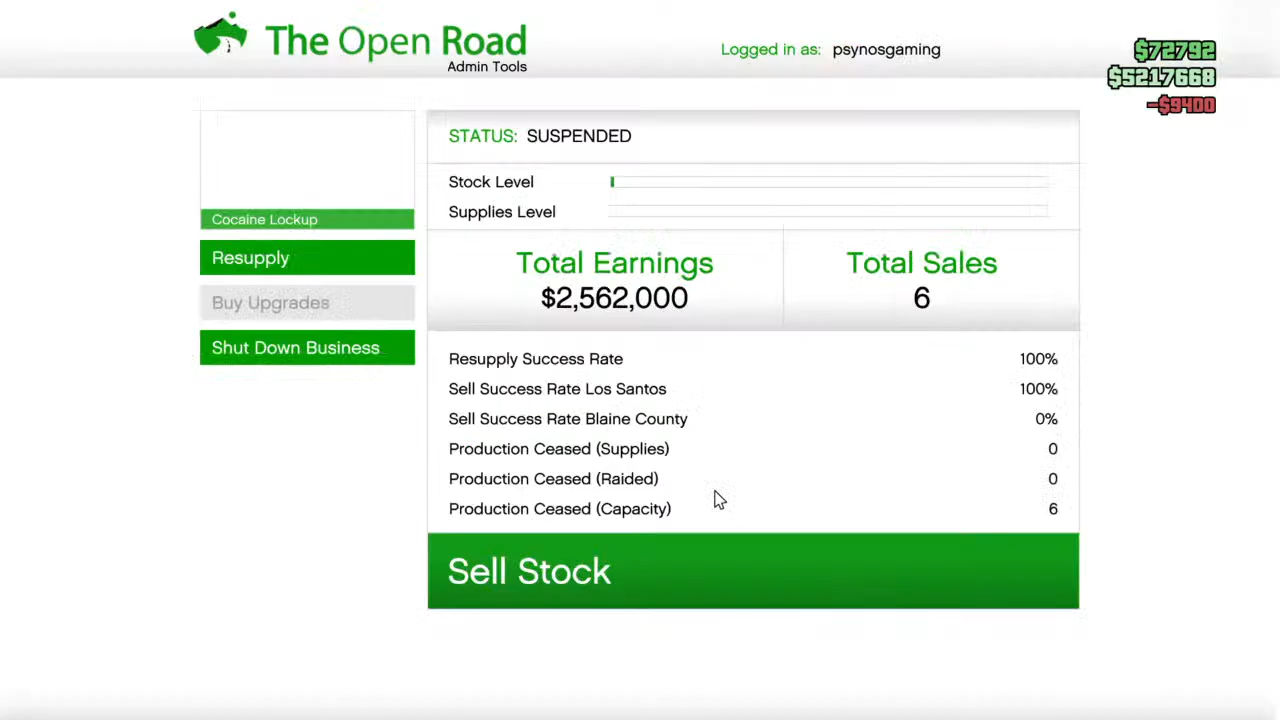 The Open Road
Admin Tools
Logged in as: psynosgaming
$72792
$5217668
-$9400
Cocaine Lockup
Resupply
Buy Upgrades
Shut Down Business
STATUS: SUSPENDED
Stock Level
Supplies Level
Total Earnings
$2,562,000
Total Sales
6
Resupply Success Rate 100%
Sell Success Rate Los Santos 100%
Sell Success Rate Blaine County 0%
Production Ceased (Supplies) 0
Production Ceased (Raided) 0
Production Ceased (Capacity) 6
Sell Stock